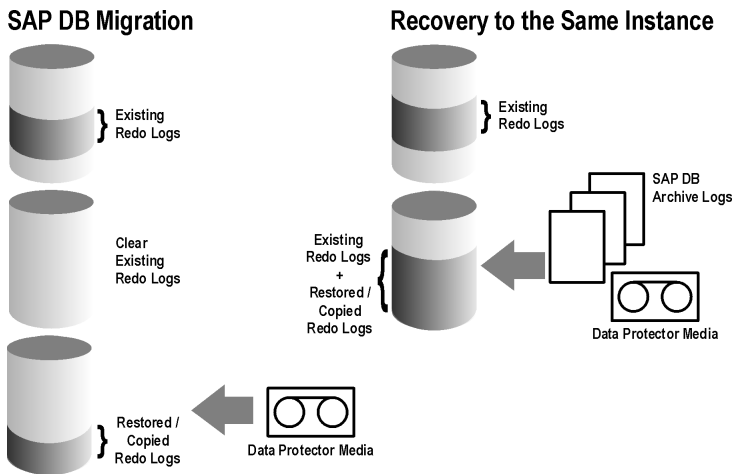 SAP DB Migration
Existing
Redo Logs
Clear
Existing
Redo Logs
Restored /
Copied
Redo Logs
Data Protector Media
Recovery to the Same Instance
Existing
Redo Logs
SAP DB
Archive Logs
Existing
Redo Logs
+
Restored /
Copied
Redo Logs
Data Protector Media